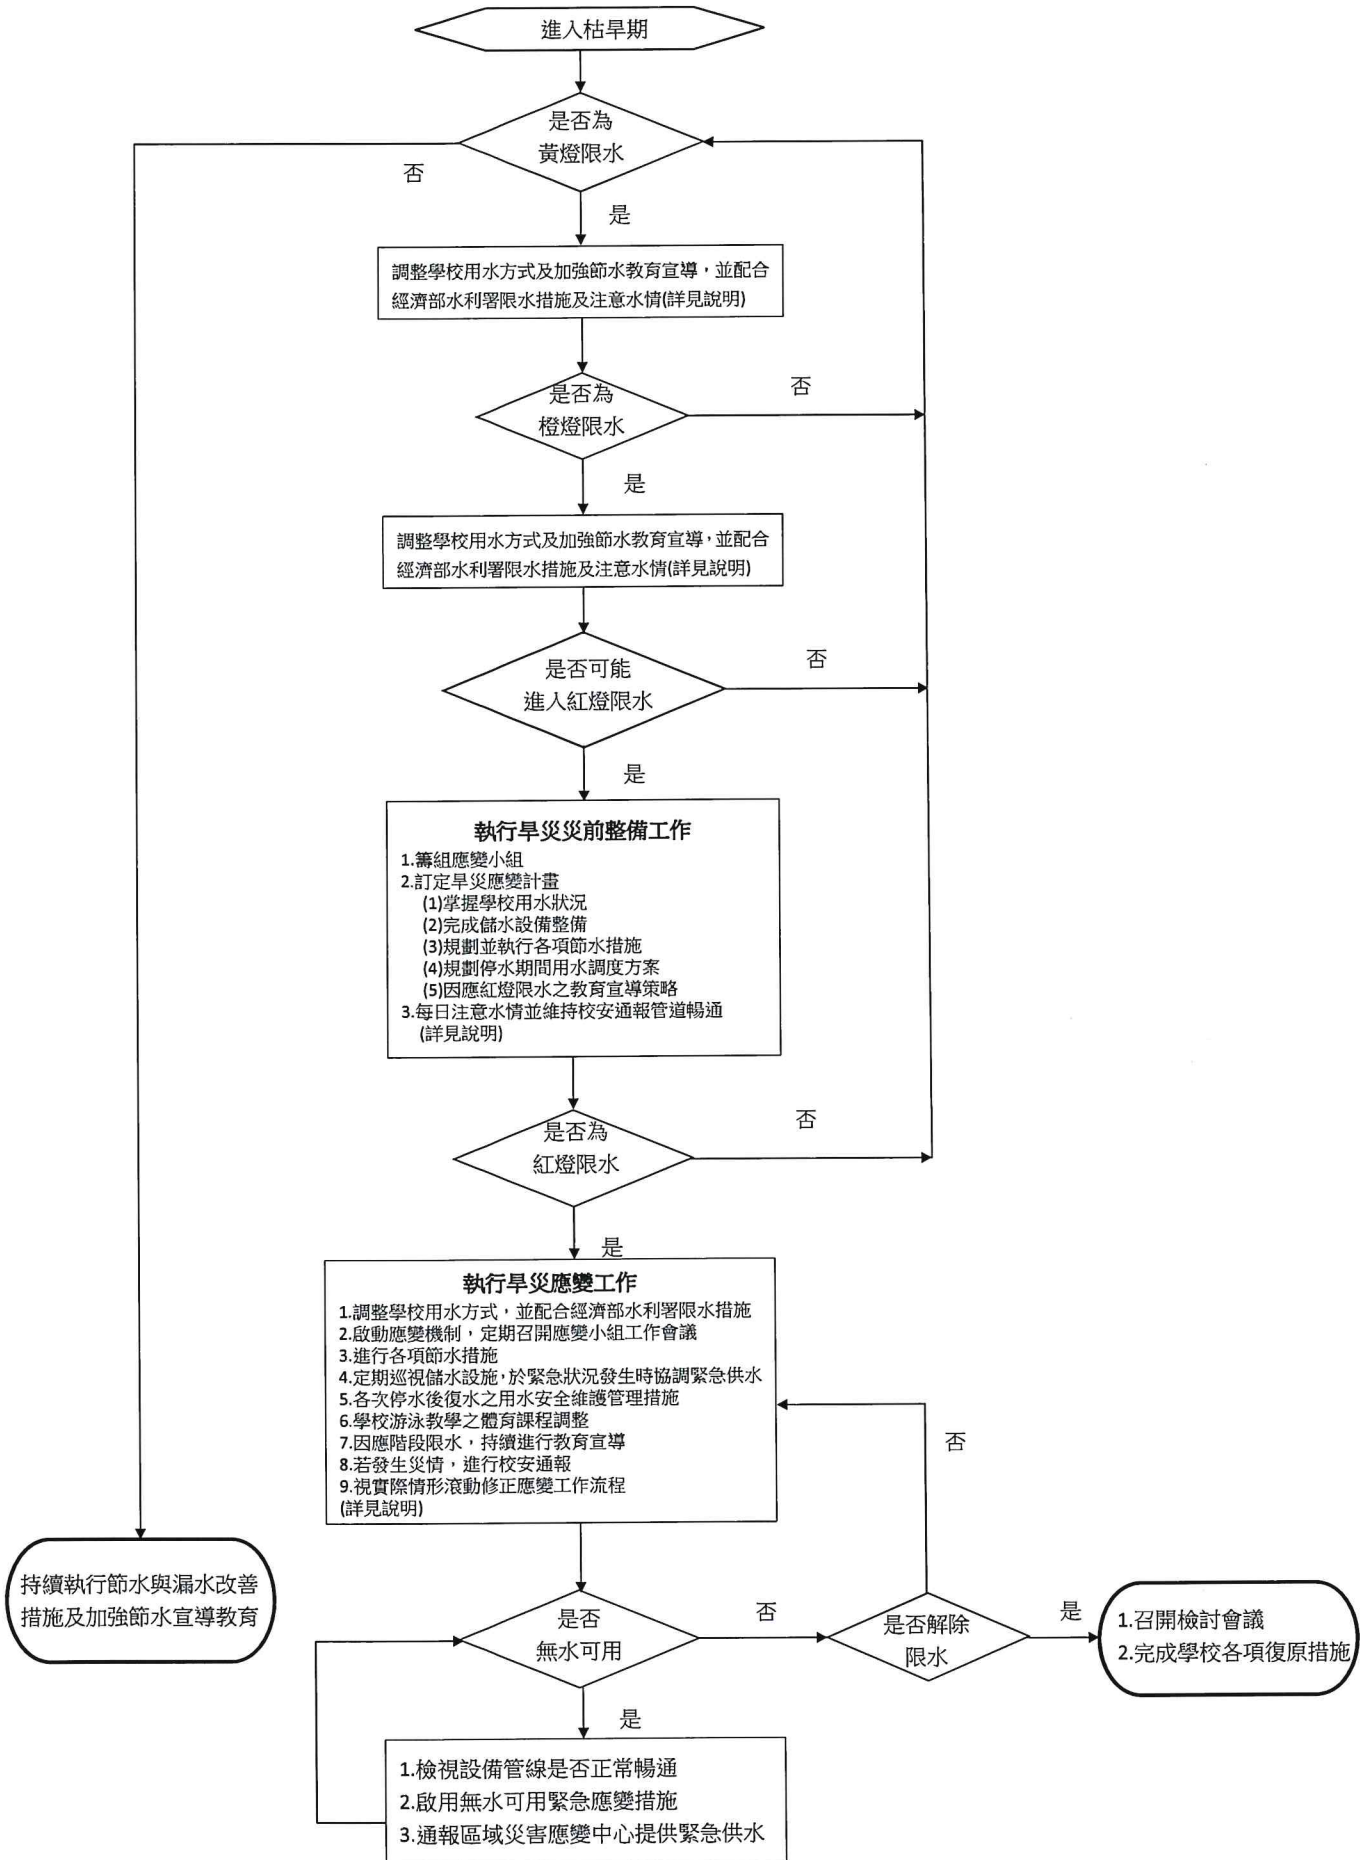 進入枯旱期
是否為
黃燈限水
否
是
調整學校用水方式及加強節水教育宣導，並配合
經濟部水利署限水措施及注意水情(詳見說明)
是否為
橙燈限水
否
是
調整學校用水方式及加強節水教育宣導，並配合
經濟部水利署限水措施及注意水情(詳見說明)
是否可能
進入紅燈限水
否
是
執行旱災災前整備工作
1.籌組應變小組
2.訂定旱災應變計畫
(1)掌握學校用水狀況
(2)完成儲水設備整備
(3)規劃並執行各項節水措施
(4)規劃停水期間用水調度方案
(5)因應紅燈限水之教育宣導策略
3.每日注意水情並維持校安通報管道暢通
(詳見說明)
是否為
紅燈限水
否
是
執行旱災應變工作
1.調整學校用水方式，並配合經濟部水利署限水措施
2.啟動應變機制，定期召開應變小組工作會議
3.進行各項節水措施
4.定期巡視儲水設施，於緊急狀況發生時協調緊急供水
5.各次停水後復水之用水安全維護管理措施
6.學校游泳教學之體育課程調整
7.因應階段限水，持續進行教育宣導
8.若發生災情，進行校安通報
9.視實際情形滾動修正應變工作流程
(詳見說明)
否
持續執行節水與漏水改善
措施及加強節水宣導教育
是否
無水可用
否
是否解除
限水
是
1.召開檢討會議
2.完成學校各項復原措施
是
1.檢視設備管線是否正常暢通
2.啟用無水可用緊急應變措施
3.通報區域災害應變中心提供緊急供水